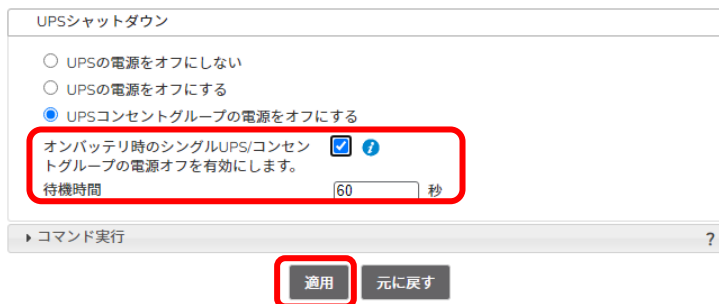 UPSシャットダウン
UPSの電源をオフにしない
UPSの電源をオフにする
UPSコンセントグループの電源をオフにする
オンバッテリ時のシングルUPS/コンセン
トグループの電源オフを有効にします。
待機時間 60 秒
コマンド実行 ?
適用 元に戻す